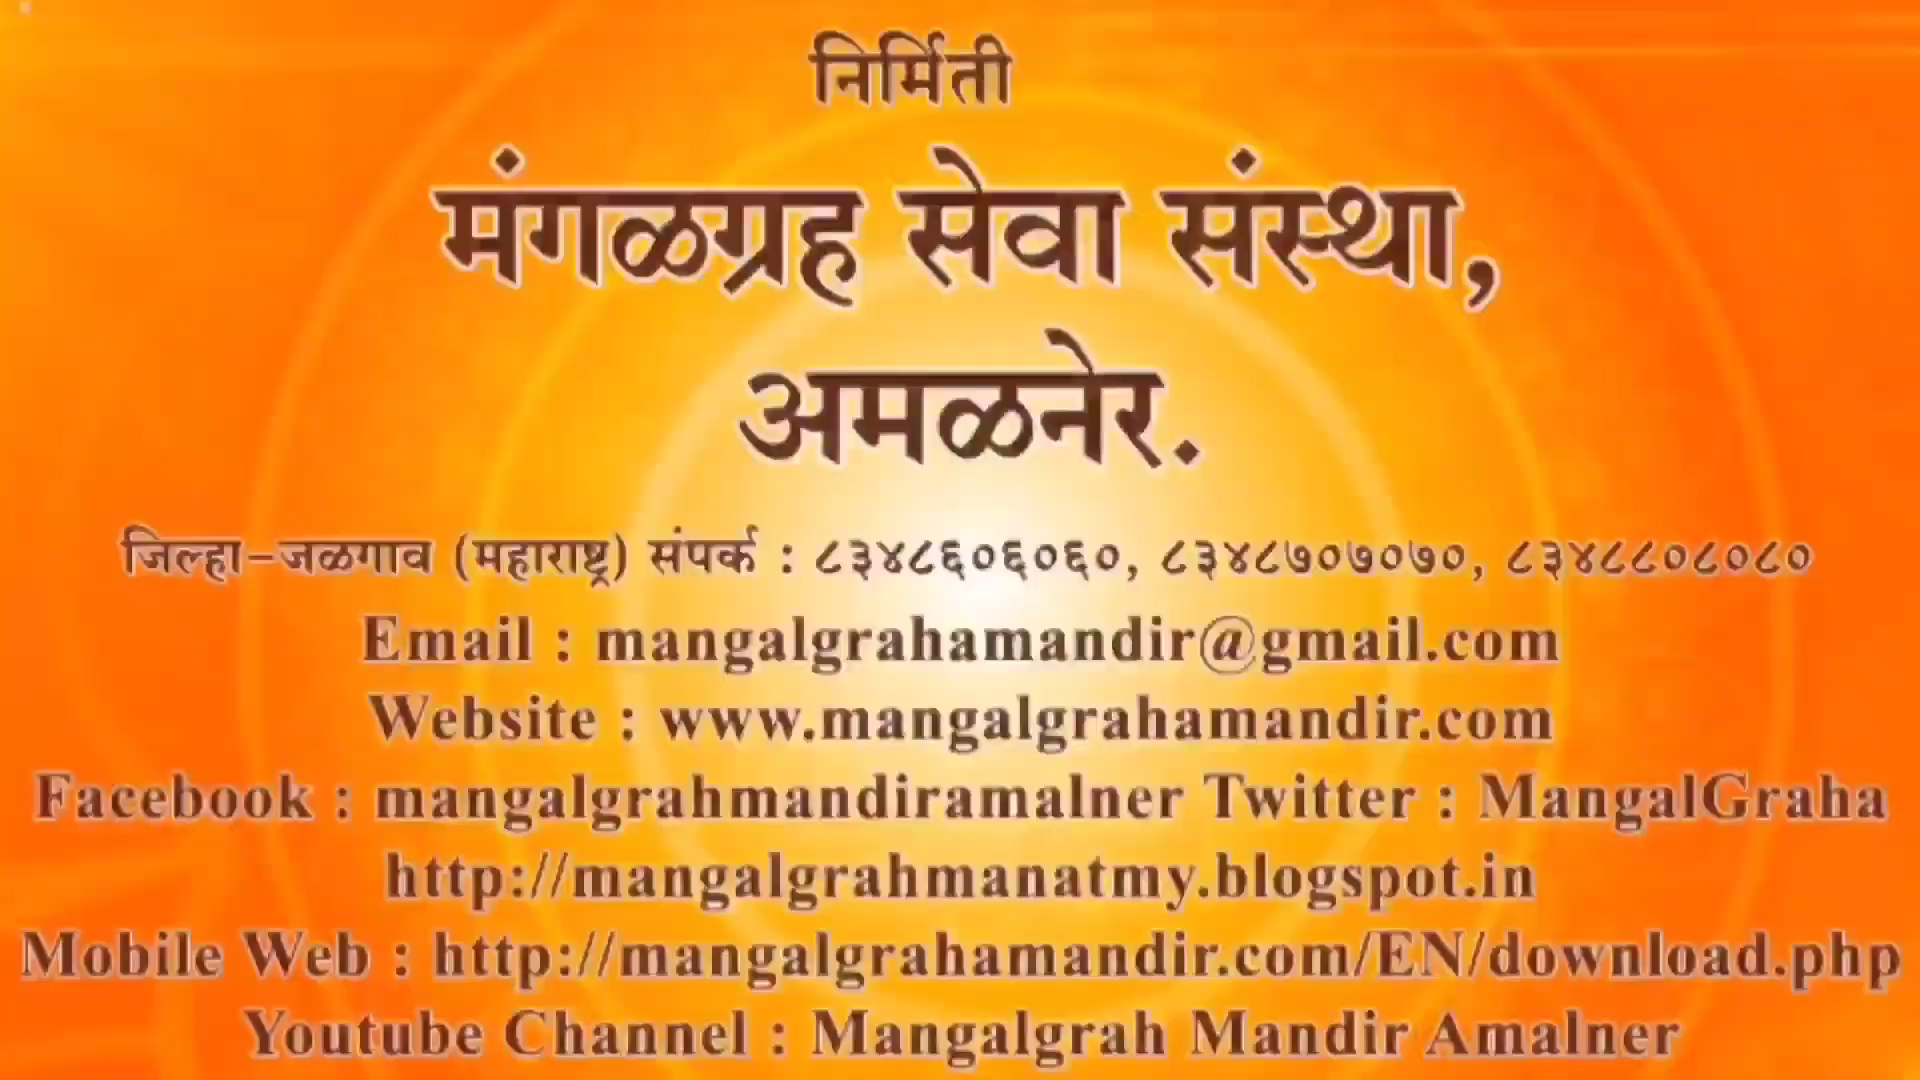 निर्मिती
मंगळग्रह सेवा संस्था,
अमळनेर.
जिल्हा-जळगाव (महाराष्ट्र) संपर्क : ८३४८६०६०६०, ८३४८७०७०७०, ८३४८८०८०८०
Email : mangalgrahamandir@gmail.com
Website : www.mangalgrahamandir.com
Facebook : mangalgrahmandiramalner Twitter : MangalGraha
http://mangalgrahmanatmy.blogspot.in
Mobile Web : http://mangalgrahamandir.com/EN/download.php
Youtube Channel : Mangalgrah Mandir Amalner